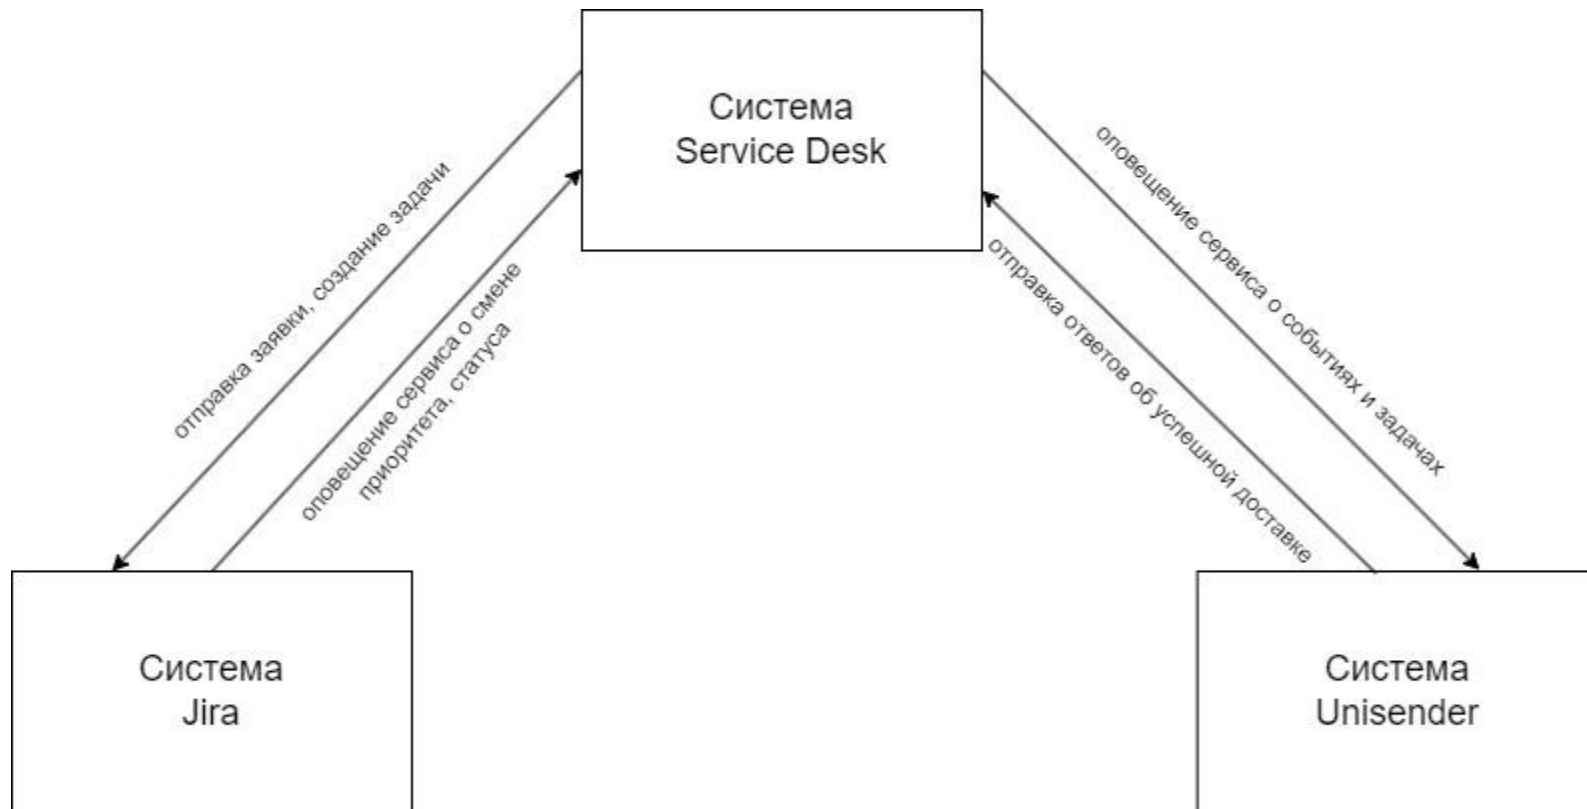 Система
Service Desk
отправка заявки, создание задачи
оповещение сервиса о смене
приоритета, статуса
оповещение сервиса о событиях и задачах
отправка ответов об успешной доставке
Система
Jira
Система
Unisender